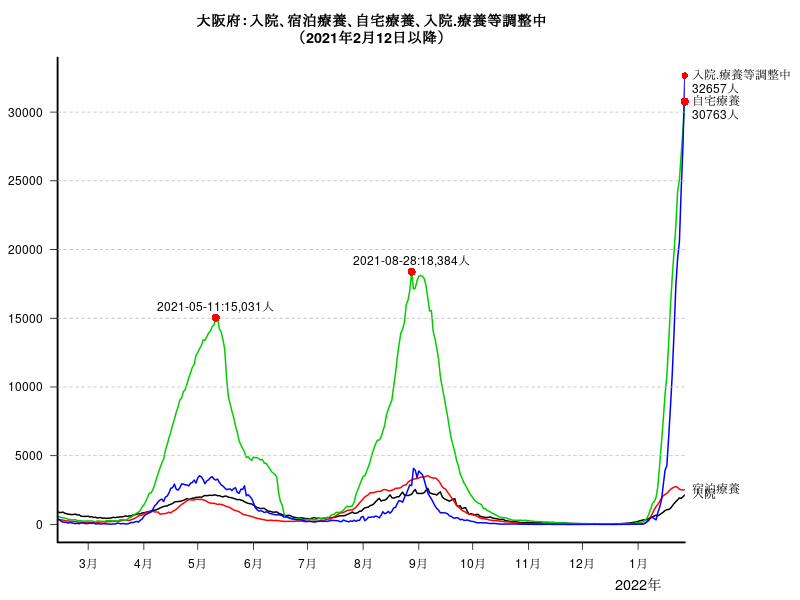 大阪府：入院、宿泊療養、自宅療養、入院.療養等調整中
（2021年2月12日以降）
30000
25000
20000
15000
10000
5000
0
2021-05-11:15,031人
2021-08-28:18,384人
入院.療養等調整中
32657人
自宅療養
30763人
宿泊療養
入院
3月
4月
5月
6月
7月
8月
9月
10月
11月
12月
1月
2022年